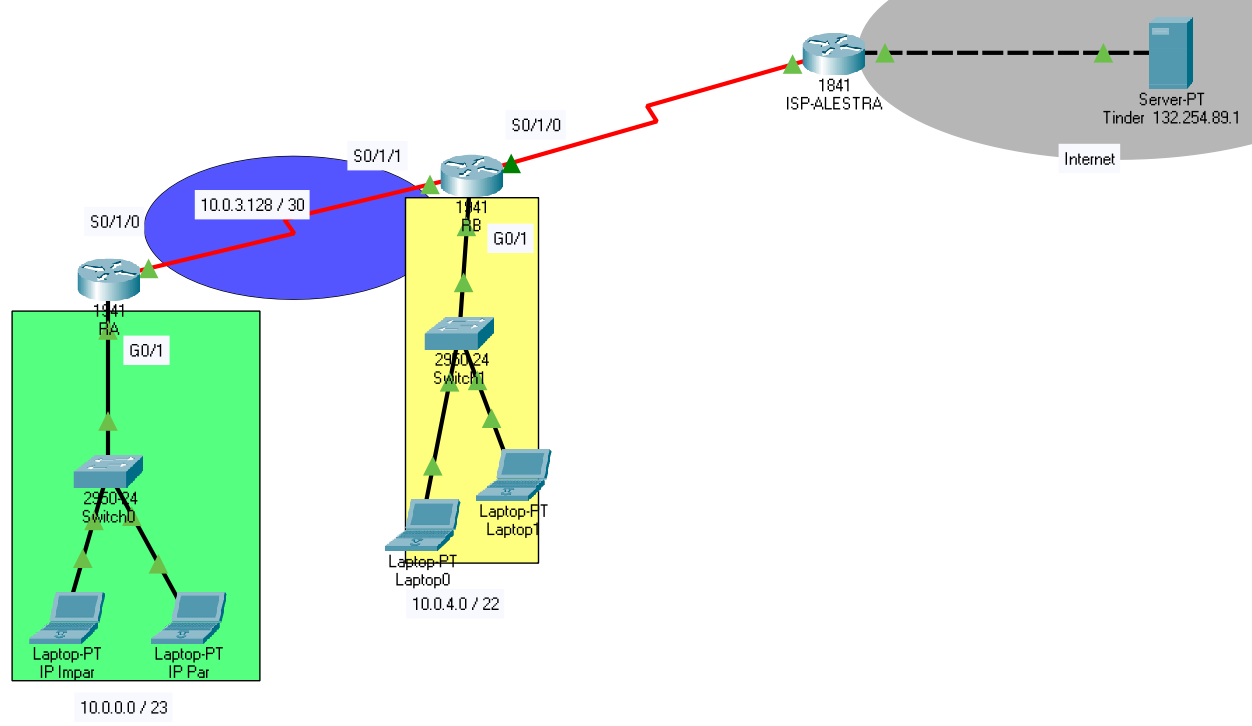 1841
ISP-ALESTRA
Server-PT
Tinder 132.254.89.1
Internet
S0/1/0
S0/1/1
10.0.3.128 / 30
S0/1/0
1941
RB
G0/1
1941
RA
G0/1
2950-24
Switch1
2950-24
Switch0
Laptop-PT
Laptop1
Laptop-PT
Laptop0
10.0.4.0 / 22
Laptop-PT
IP Impar
Laptop-PT
IP Par
10.0.0.0 / 23